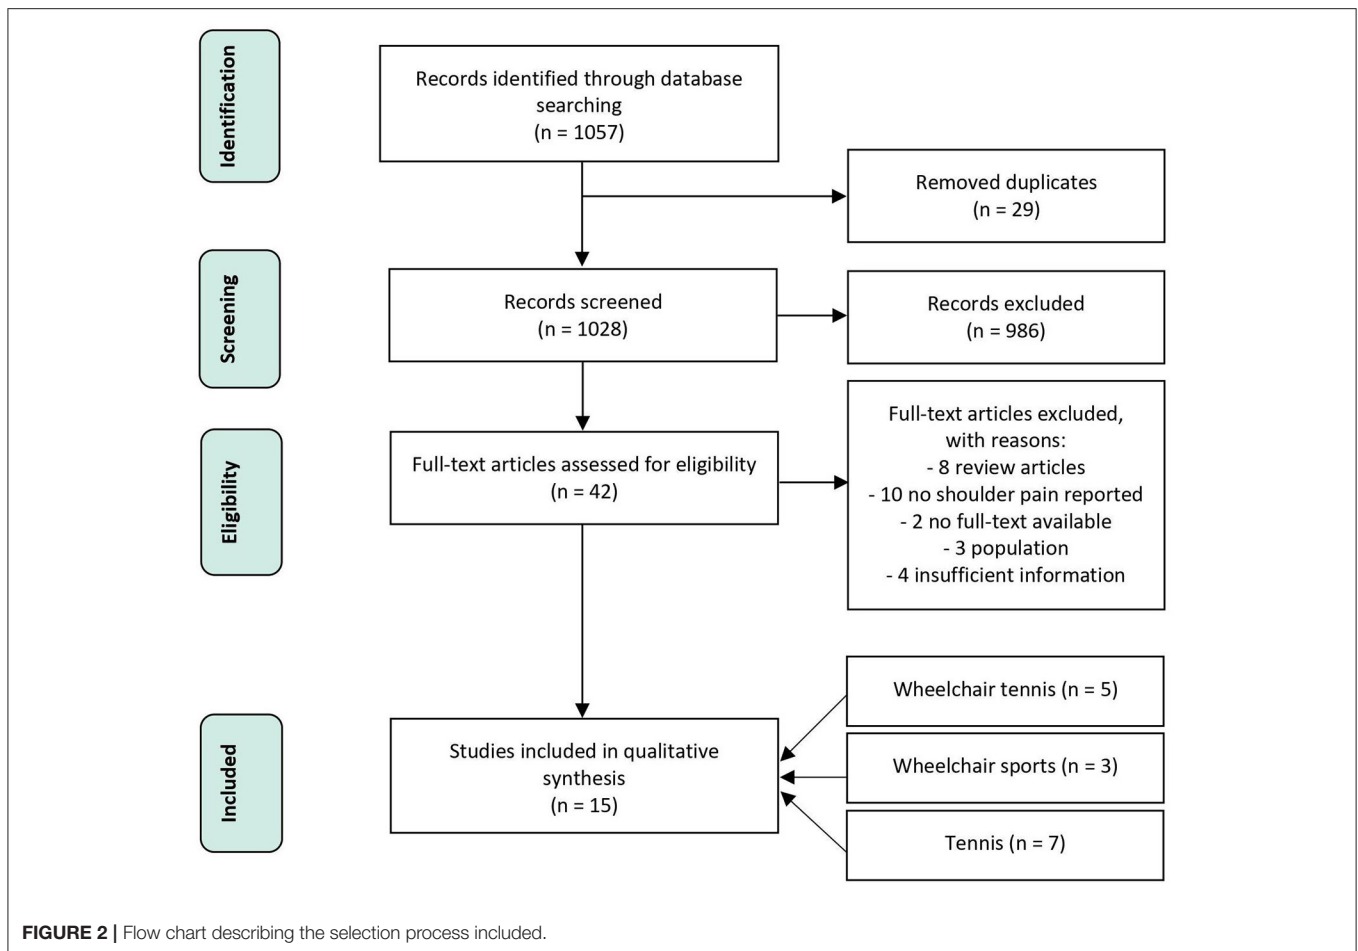 Identification
Records identified through database
searching
(n = 1057)
Removed duplicates
(n = 29)
Screening
Records screened
(n = 1028)
Records excluded
(n = 986)
Eligibility
Full-text articles assessed for eligibility
(n = 42)
Full-text articles excluded,
with reasons:
- 8 review articles
- 10 no shoulder pain reported
- 2 no full-text available
- 3 population
- 4 insufficient information
Included
Studies included in qualitative
synthesis
(n = 15)
Wheelchair tennis (n = 5)
Wheelchair sports (n = 3)
Tennis (n = 7)
FIGURE 2 | Flow chart describing the selection process included.